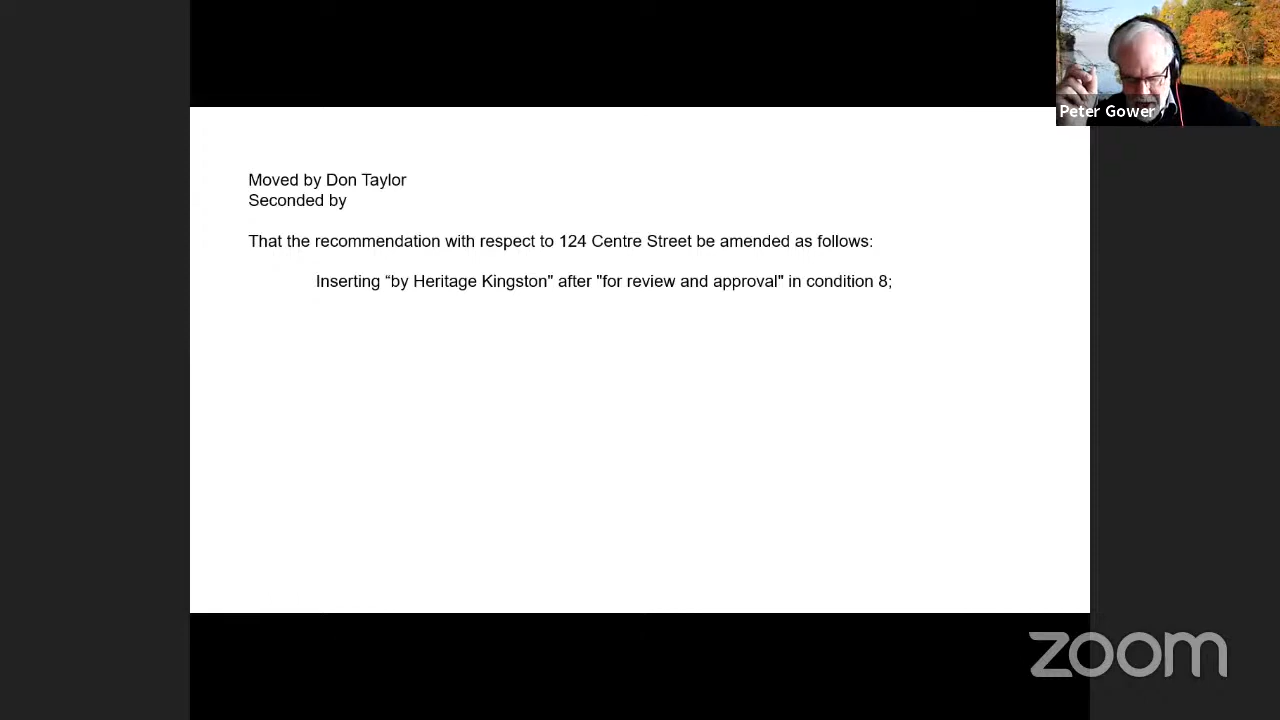 Peter Gower
Moved by Don Taylor
Seconded by
That the recommendation with respect to 124 Centre Street be amended as follows:
Inserting “by Heritage Kingston" after "for review and approval" in condition 8;
zoom